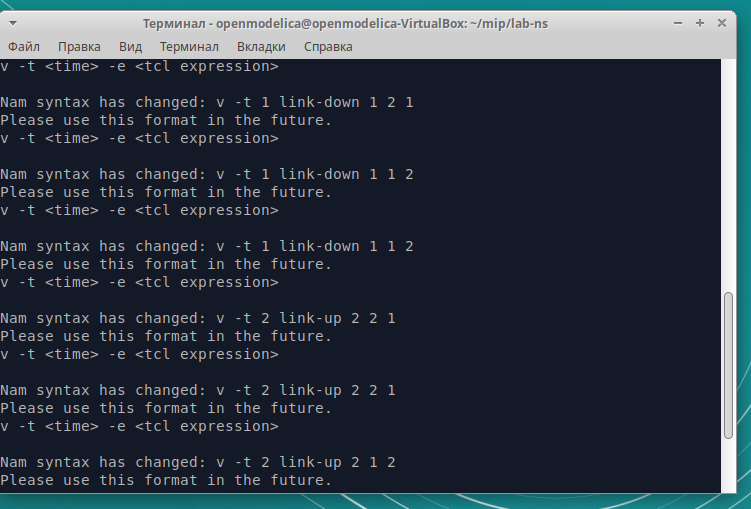 Терминал - openmodelica@openmodelica-VirtualBox: ~/mip/lab-ns
Файл Правка Вид Терминал Вкладки Справка
v -t <time> -e <tcl expression>
Nam syntax has changed: v -t 1 link-down 1 2 1
Please use this format in the future.
v -t <time> -e <tcl expression>
Nam syntax has changed: v -t 1 link-down 1 1 2
Please use this format in the future.
v -t <time> -e <tcl expression>
Nam syntax has changed: v -t 1 link-down 1 1 2
Please use this format in the future.
v -t <time> -e <tcl expression>
Nam syntax has changed: v -t 2 link-up 2 2 1
Please use this format in the future.
v -t <time> -e <tcl expression>
Nam syntax has changed: v -t 2 link-up 2 2 1
Please use this format in the future.
v -t <time> -e <tcl expression>
Nam syntax has changed: v -t 2 link-up 2 1 2
Please use this format in the future.